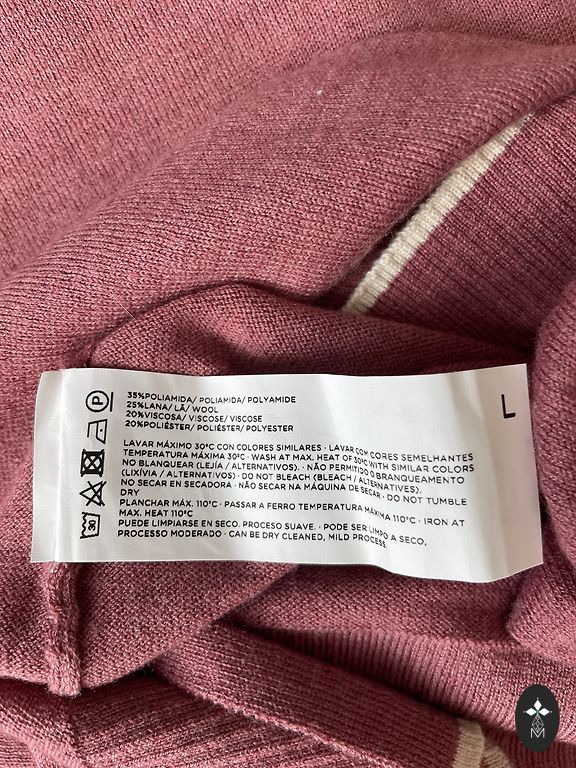 35%POLIAMIDA/ POLIAMIDA/ POLYAMIDE
25%LANA/ LÃ/ WOOL
20%VISCOSA/ VISCOSE/ VISCOSE
20%POLIÉSTER/ POLIÉSTER/ POLYESTER
L
LAVAR MÁXIMO 30ºC CON COLORES SIMILARES · LAVAR COM CORES SEMELHANTES
TEMPERATURA MÁXIMA 30ºC · WASH AT MAX. HEAT OF 30ºC WITH SIMILAR COLORS
NO BLANQUEAR (LEJÍA / ALTERNATIVOS). · NÃO PERMITIDO O BRANQUEAMENTO
(LIXÍVIA / ALTERNATIVOS) · DO NOT BLEACH (BLEACH / ALTERNATIVES).
NO SECAR EN SECADORA · NÃO SECAR NA MÁQUINA DE SECAR · DO NOT TUMBLE
DRY
PLANCHAR MÁX. 110ºC · PASSAR A FERRO TEMPERATURA MÁXIMA 110ºC · IRON AT
MAX. HEAT 110ºC
PUEDE LIMPIARSE EN SECO. PROCESO SUAVE. · PODE SER LIMPO A SECO,
PROCESSO MODERADO · CAN BE DRY CLEANED, MILD PROCESS.
P
30
M